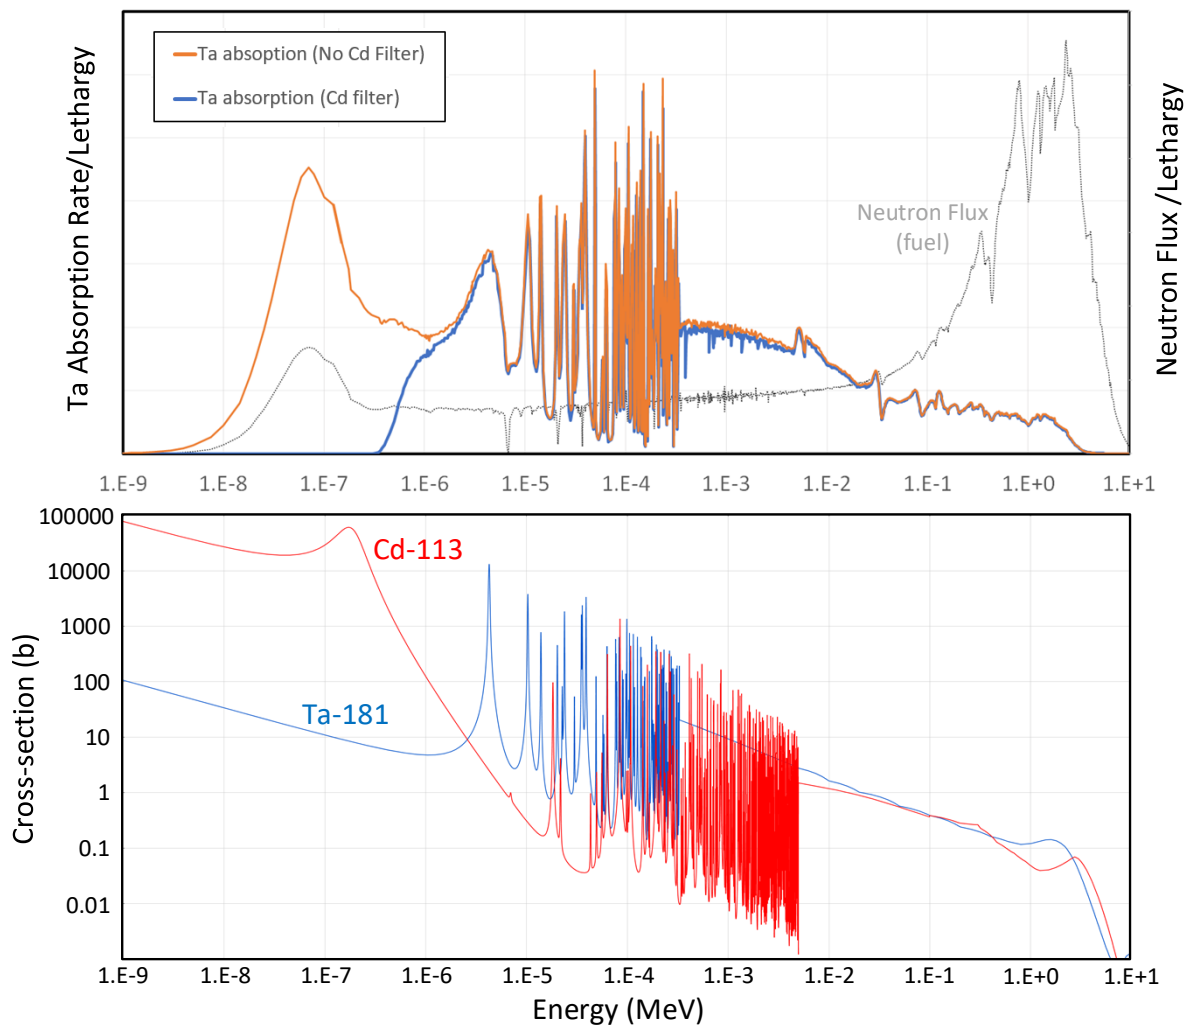 Ta Absorption Rate/Lethargy
Ta absoption (No Cd Filter)
Ta absorption (Cd filter)
Neutron Flux
(fuel)
Neutron Flux /Lethargy
1.E-9 1.E-8 1.E-7 1.E-6 1.E-5 1.E-4 1.E-3 1.E-2 1.E-1 1.E+0 1.E+1
Cross-section (b)
100000
10000
1000
100
10
1
0.1
0.01
Cd-113
Ta-181
1.E-9 1.E-8 1.E-7 1.E-6 1.E-5 1.E-4 1.E-3 1.E-2 1.E-1 1.E+0 1.E+1
Energy (MeV)